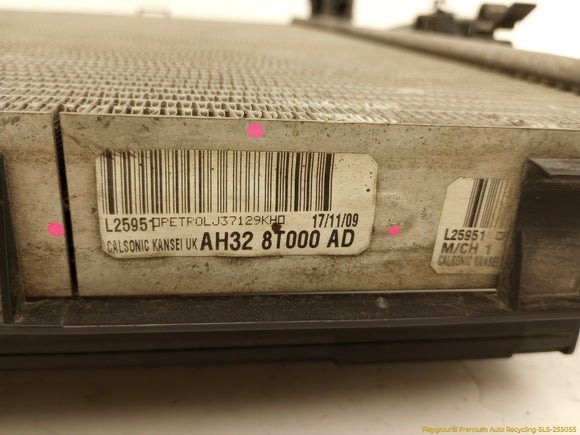 L25951 DPETROLJ37129KHD 17/11/09
CALSONIC KANSEI UK AH32 8T000 AD
L25951
M/CH 1
CALSONIC KANSEI
Playground Premium Auto Recycling-SLS-255055